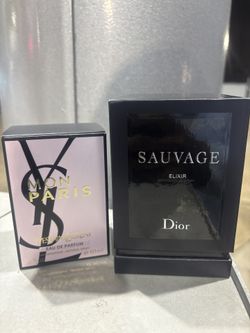 MON
PARIS
YSL
EAU DE PARFUM
SAUVAGE
ELIXIR
Dior